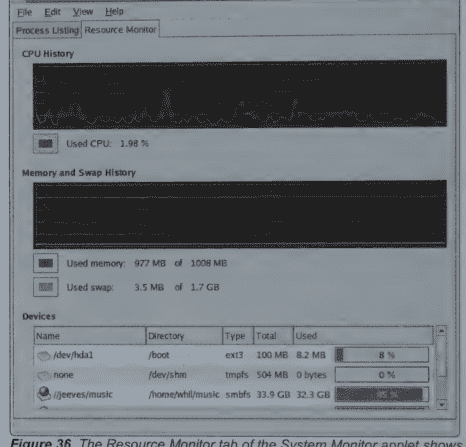 File Edit View Help
Process Listing Resource Monitor
CPU History
Used CPU: 1.98 %
Memory and Swap History
Used memory: 977 MB of 1008 MB
Used swap: 3.5 MB of 1.7 GB
Devices
Name Directory Type Total Used
/dev/hda1 /boot ext3 100 MB 8.2 MB 8 %
none /dev/shm tmpfs 504 MB 0 bytes 0 %
//jeeves/music /home/whil/music smbfs 33.9 GB 32.3 GB 95 %
Figure 36. The Resource Monitor tab of the System Monitor applet shows